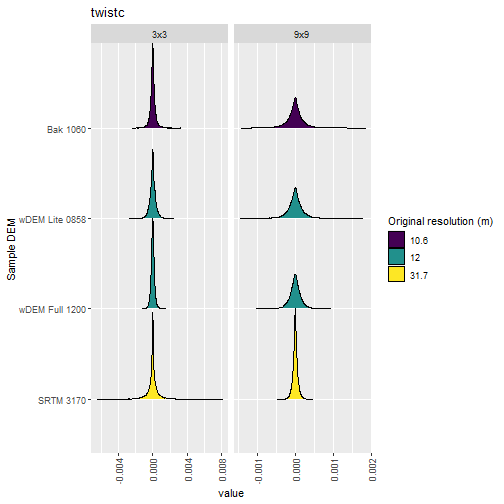 twistc
3x3 9x9
Bak 1060
wDEM Lite 0858
wDEM Full 1200
SRTM 3170
Sample DEM
-0.004 0.000 0.004 0.008 -0.001 0.000 0.001 0.002
value
Original resolution (m)
10.6
12
31.7